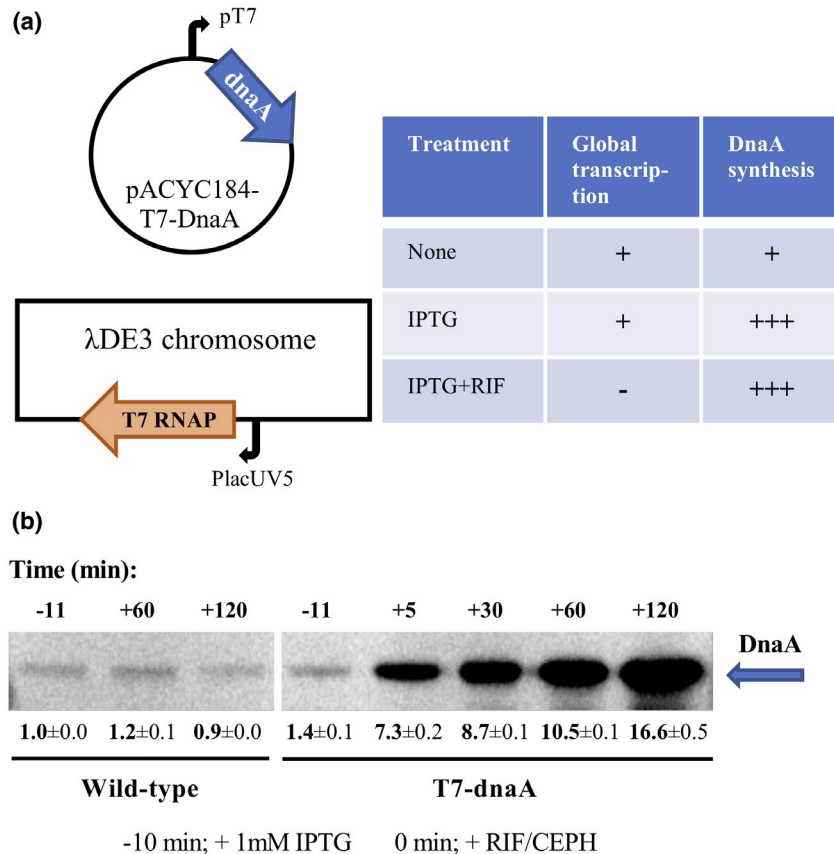 (a)
pT7
dnaA
pACYC184-
T7-DnaA
λDE3 chromosome
T7 RNAP
PlacUV5
Treatment Global transcrip- tion DnaA synthesis
None + +
IPTG + +++
IPTG+RIF - +++
(b)
Time (min):
-11 +60 +120 -11 +5 +30 +60 +120
DnaA
1.0±0.0 1.2±0.1 0.9±0.0 1.4±0.1 7.3±0.2 8.7±0.1 10.5±0.1 16.6±0.5
Wild-type T7-dnaA
-10 min; + 1mM IPTG 0 min; + RIF/CEPH